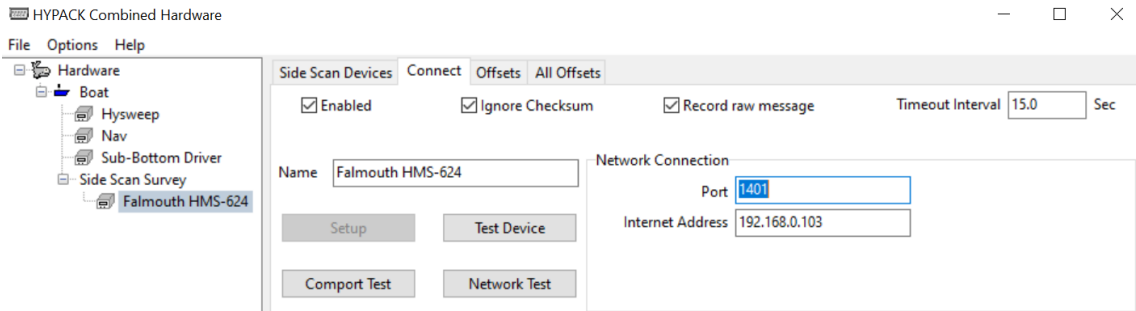 HYPACK Combined Hardware
File Options Help
Hardware
Boat
Hysweep
Nav
Sub-Bottom Driver
Side Scan Survey
Falmouth HMS-624
Side Scan Devices Connect Offsets All Offsets
Enabled Ignore Checksum Record raw message Timeout Interval 15.0 Sec
Name Falmouth HMS-624
Setup Test Device
Comport Test Network Test
Network Connection
Port 1401
Internet Address 192.168.0.103